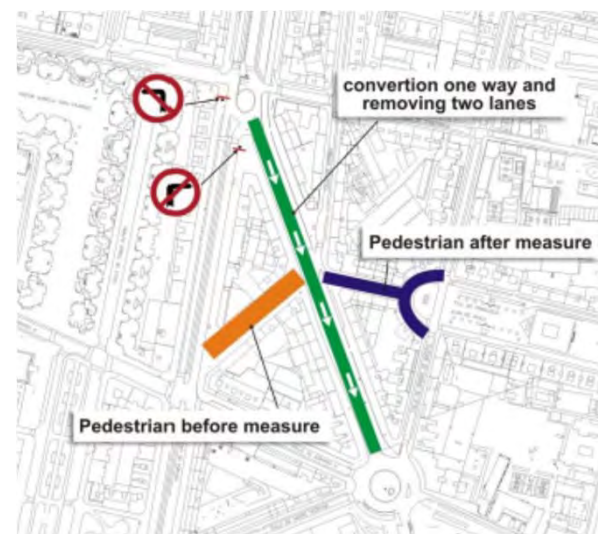 convertion one way and
removing two lanes
Pedestrian after measure
Pedestrian before measure